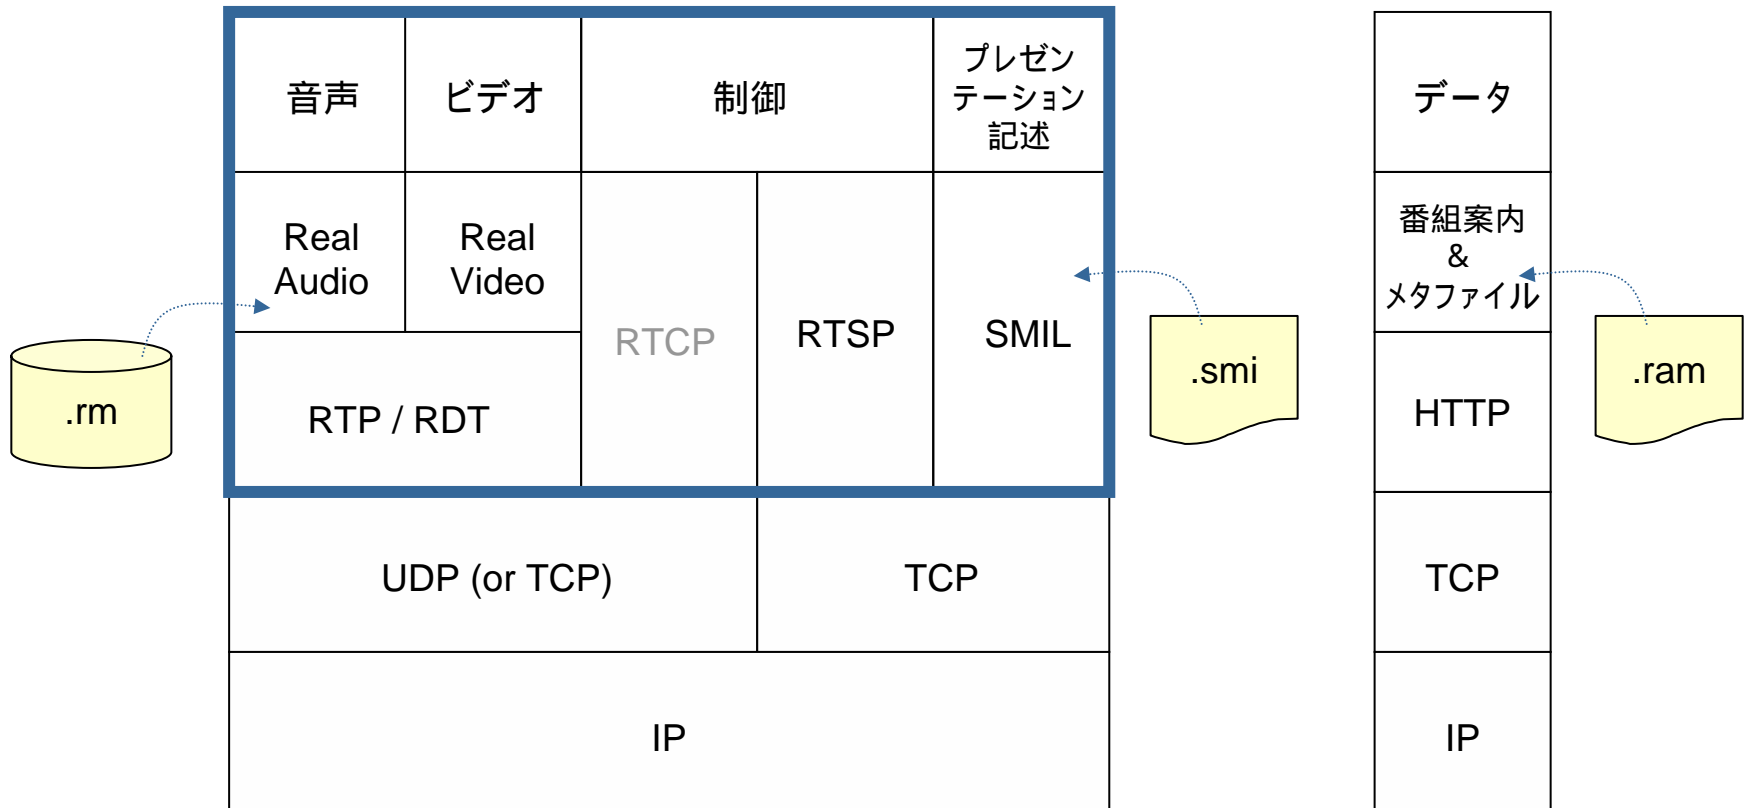 音声
ビデオ
制御
プレゼン
テーション
記述
データ
Real
Audio
Real
Video
RTCP
RTSP
SMIL
番組案内
&
メタファイル
.rm
RTP / RDT
.smi
HTTP
.ram
UDP (or TCP)
TCP
TCP
IP
IP